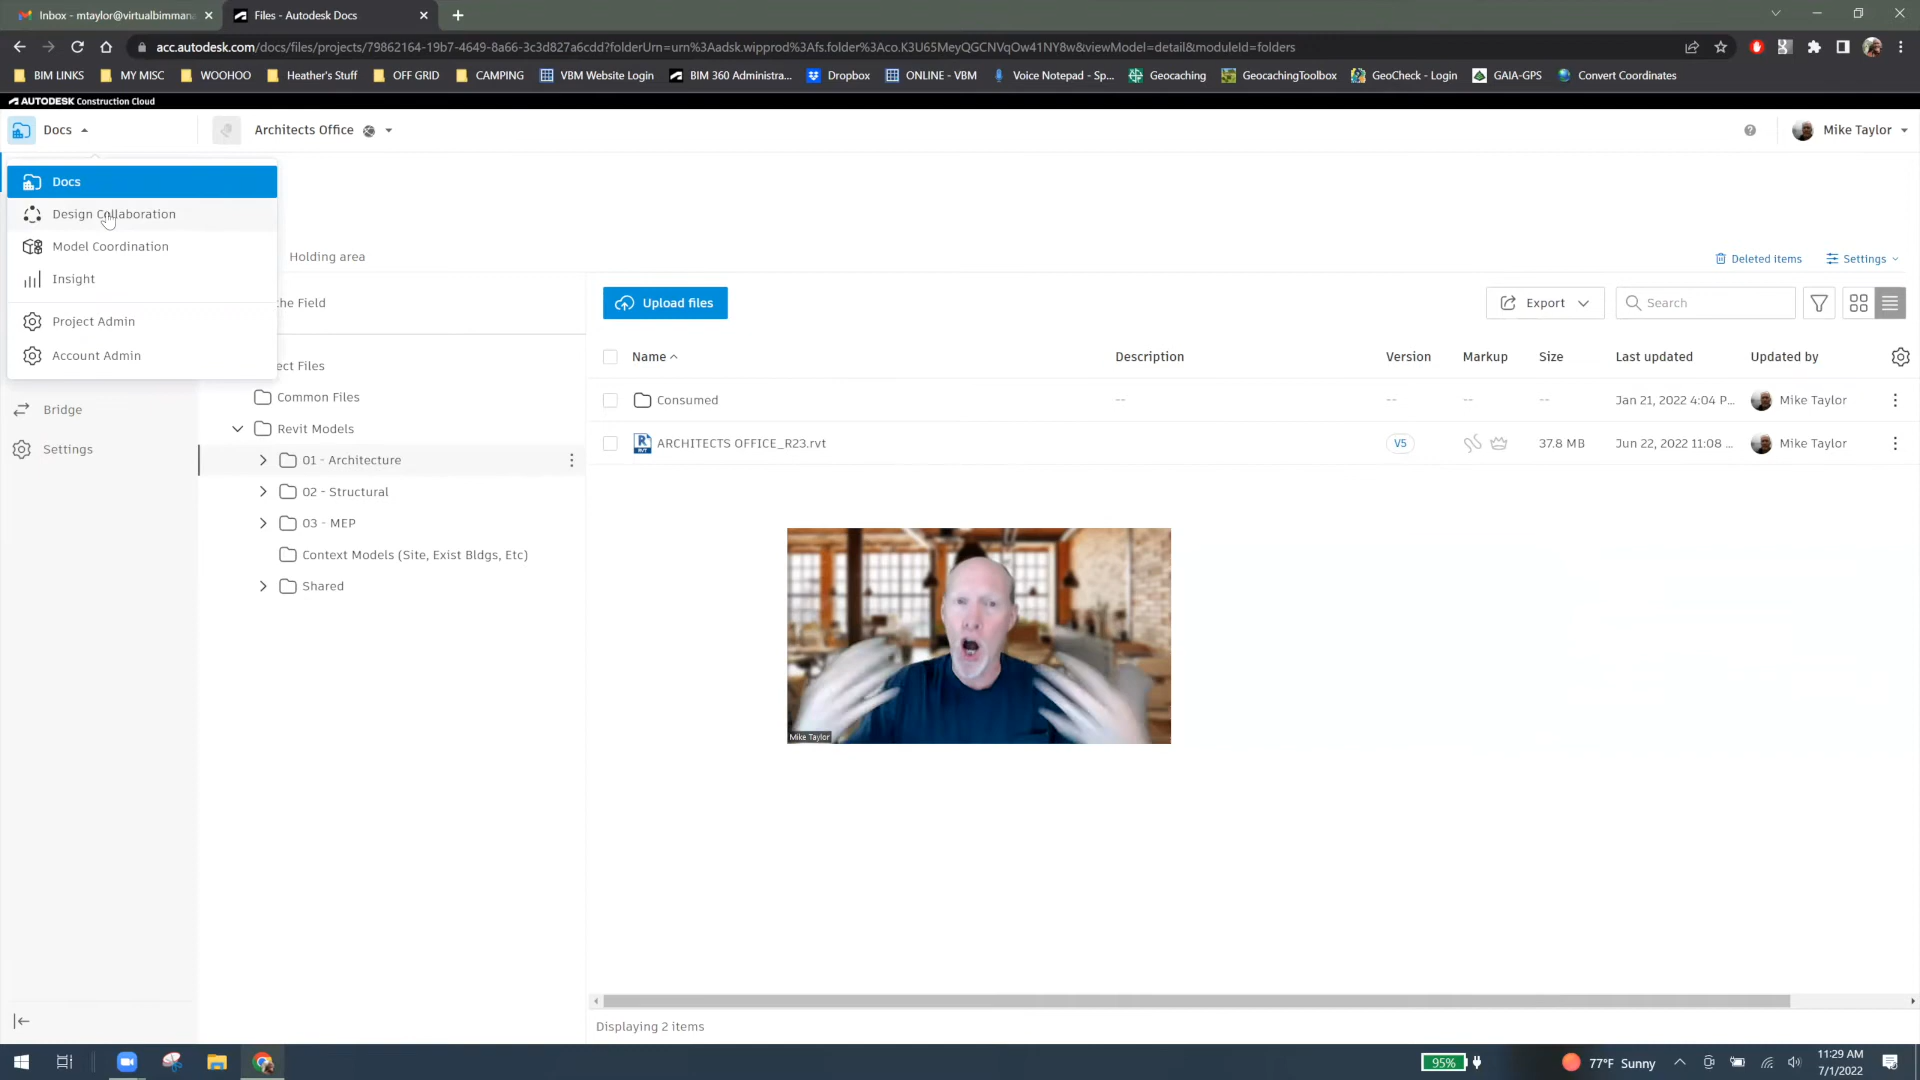 Inbox - mtaylor@virtualbimmana
Files - Autodesk Docs
acc.autodesk.com/docs/files/projects/79862164-19b7-4649-8a66-3c3d827a6cdd?folderUrn=urn%3Aadsk.wipprod%3Afs.folder%3Aco.K3U65MeyQGCNVqOw41NY8w&viewModel=detail&moduleId=folders
BIM LINKS MY MISC WOOHOO Heather's Stuff OFF GRID CAMPING VBM Website Login BIM 360 Administra... Dropbox ONLINE - VBM Voice Notepad - Sp... Geocaching GeocachingToolbox GeoCheck - Login GAIA-GPS Convert Coordinates
AUTODESK Construction Cloud
Docs Architects Office Mike Taylor
Docs
Design Collaboration
Model Coordination
Insight
Project Admin
Account Admin
Bridge
Settings
Holding area
Deleted items Settings
the Field
ect Files
Common Files
Revit Models
01 - Architecture
02 - Structural
03 - MEP
Context Models (Site, Exist Bldgs, Etc)
Shared
Upload files Export Search
Name Description Version Markup Size Last updated Updated by
Consumed -- -- -- -- Jan 21, 2022 4:04 P... Mike Taylor
R RVT ARCHITECTS OFFICE_R23.rvt V5 37.8 MB Jun 22, 2022 11:08 ... Mike Taylor
Mike Taylor
Displaying 2 items
95% 77°F Sunny 11:29 AM
7/1/2022